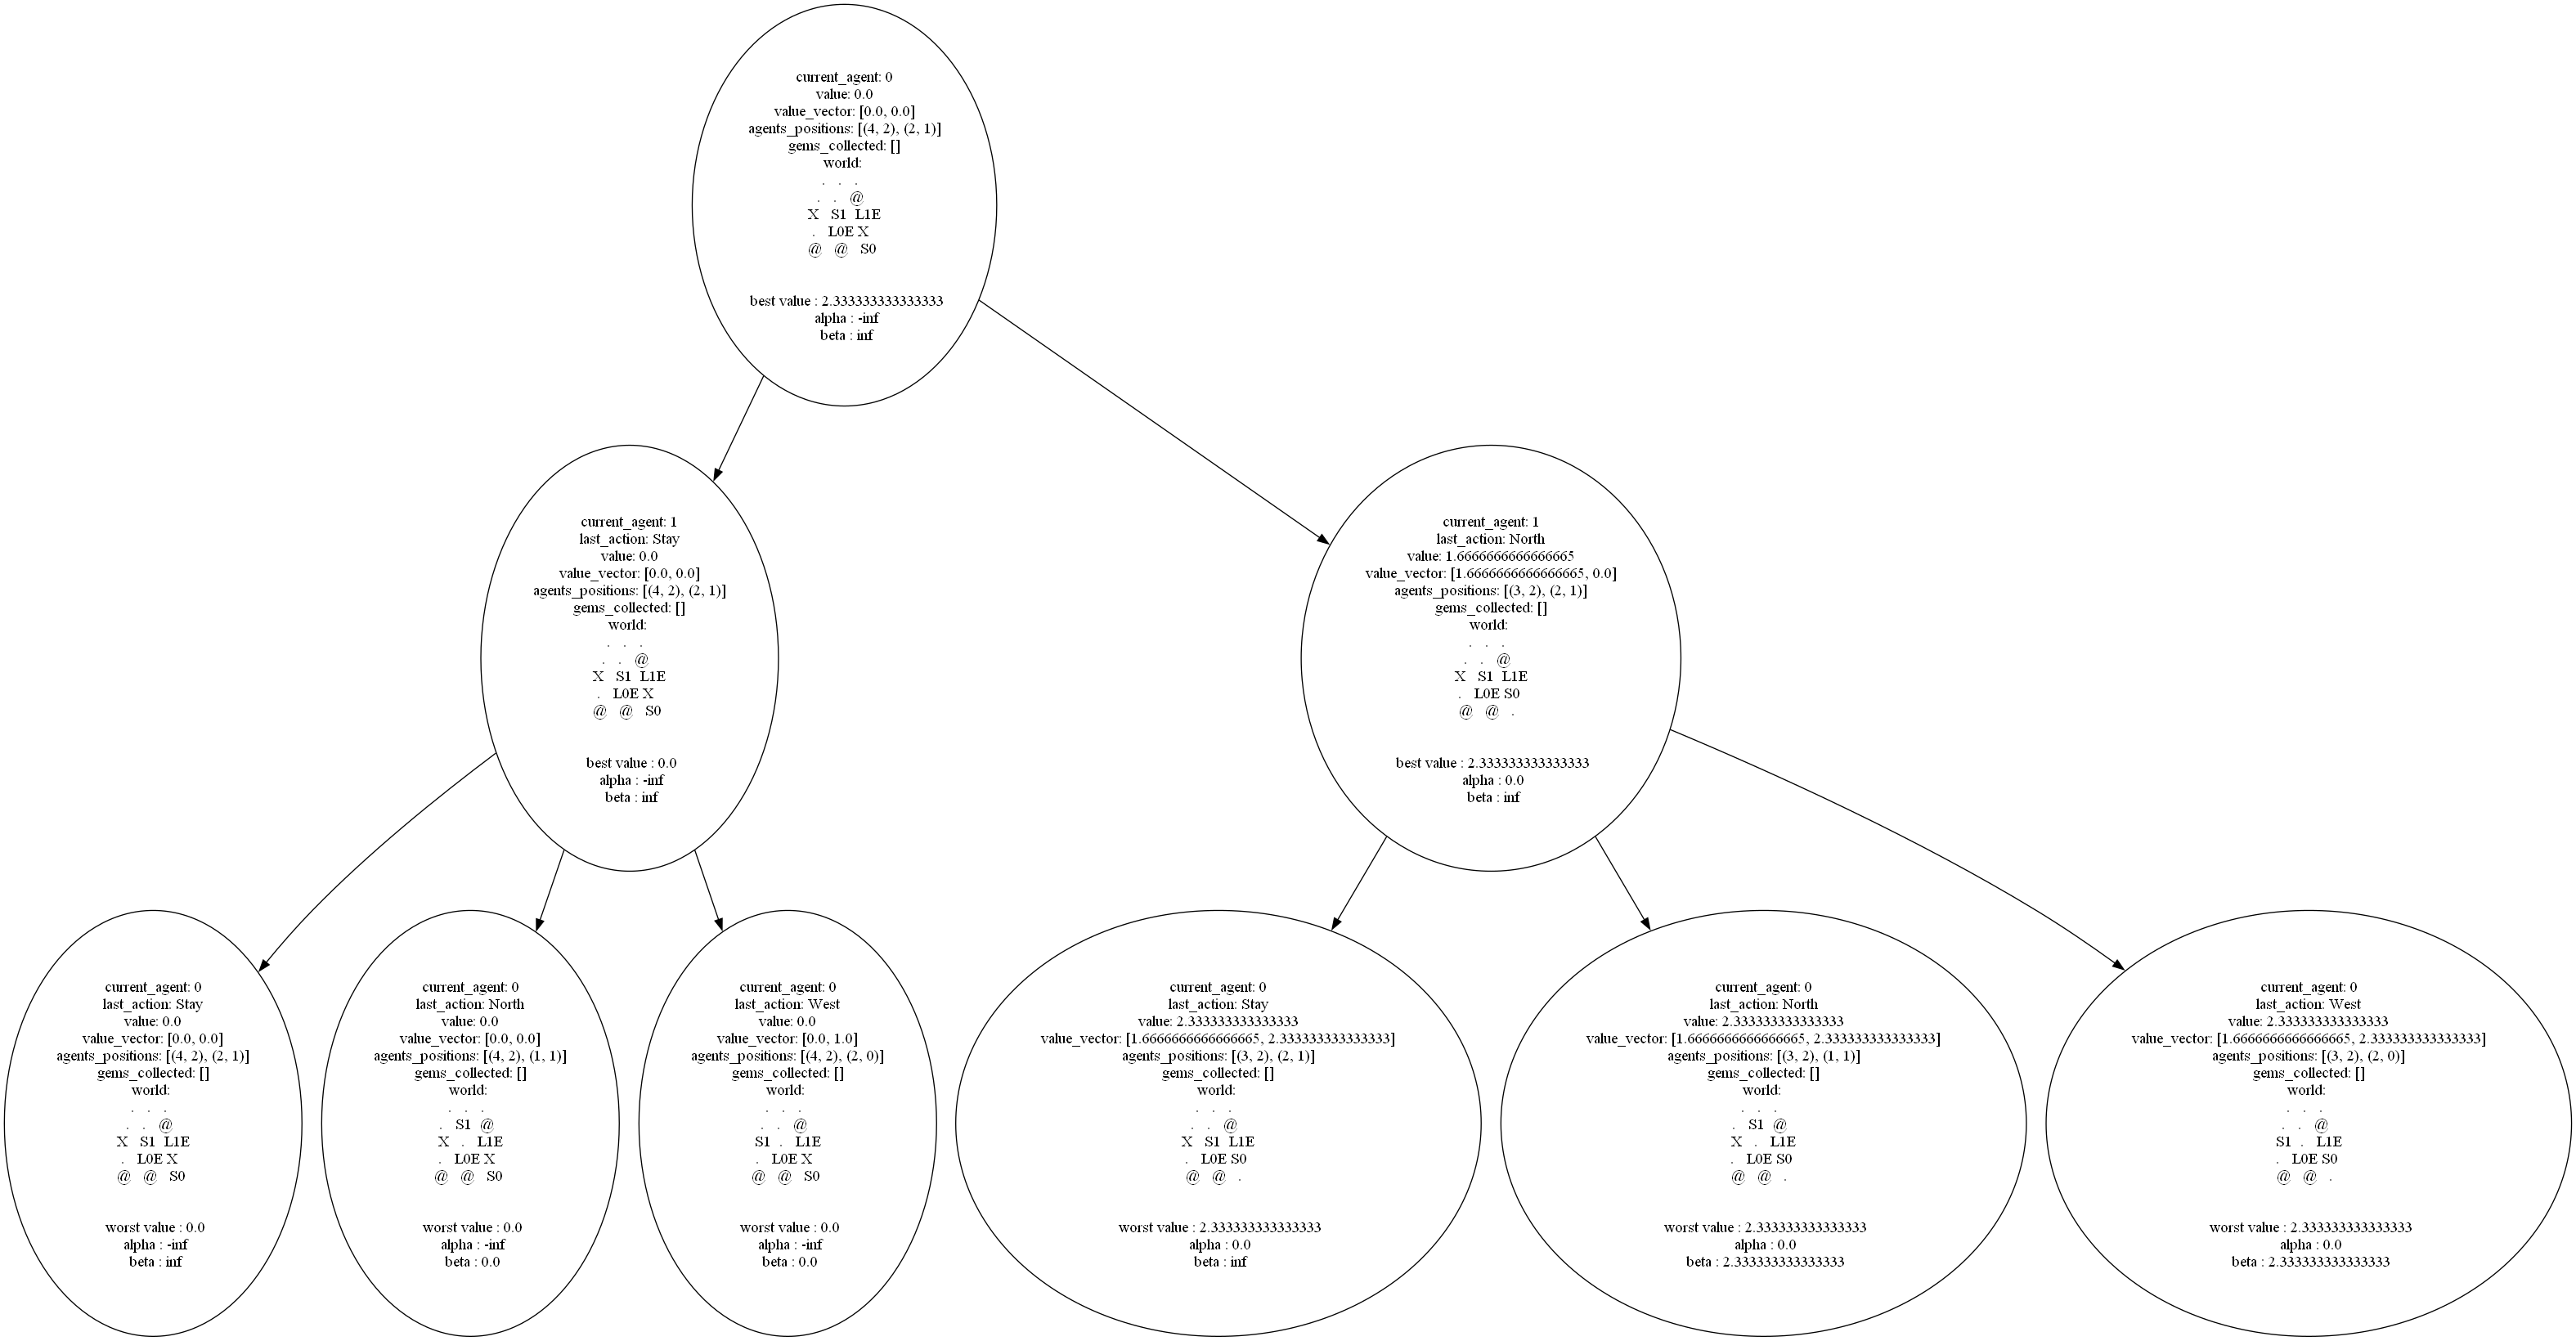 current_agent: 0
value: 0.0
value_vector: [0.0, 0.0]
agents_positions: [(4, 2), (2, 1)]
gems_collected: []
world:
. . .
. . @
X S1 L1E
. L0E X
@ @ S0
best value : 2.333333333333333
alpha : -inf
beta : inf
current_agent: 1
last_action: Stay
value: 0.0
value_vector: [0.0, 0.0]
agents_positions: [(4, 2), (2, 1)]
gems_collected: []
world:
. . .
. . @
X S1 L1E
. L0E X
@ @ S0
best value : 0.0
alpha : -inf
beta : inf
current_agent: 1
last_action: North
value: 1.6666666666666665
value_vector: [1.6666666666666665, 0.0]
agents_positions: [(3, 2), (2, 1)]
gems_collected: []
world:
. . .
. . @
X S1 L1E
. L0E S0
@ @ .
best value : 2.333333333333333
alpha : 0.0
beta : inf
current_agent: 0
last_action: Stay
value: 0.0
value_vector: [0.0, 0.0]
agents_positions: [(4, 2), (2, 1)]
gems_collected: []
world:
. . .
. . @
X S1 L1E
. L0E X
@ @ S0
worst value : 0.0
alpha : -inf
beta : inf
current_agent: 0
last_action: North
value: 0.0
value_vector: [0.0, 0.0]
agents_positions: [(4, 2), (1, 1)]
gems_collected: []
world:
. . .
. S1 @
X . L1E
. L0E X
@ @ S0
worst value : 0.0
alpha : -inf
beta : 0.0
current_agent: 0
last_action: West
value: 0.0
value_vector: [0.0, 1.0]
agents_positions: [(4, 2), (2, 0)]
gems_collected: []
world:
. . .
. . @
S1 . L1E
. L0E X
@ @ S0
worst value : 0.0
alpha : -inf
beta : 0.0
current_agent: 0
last_action: Stay
value: 2.333333333333333
value_vector: [1.6666666666666665, 2.333333333333333]
agents_positions: [(3, 2), (2, 1)]
gems_collected: []
world:
. . .
. . @
X S1 L1E
. L0E S0
@ @ .
worst value : 2.333333333333333
alpha : 0.0
beta : inf
current_agent: 0
last_action: North
value: 2.333333333333333
value_vector: [1.6666666666666665, 2.333333333333333]
agents_positions: [(3, 2), (1, 1)]
gems_collected: []
world:
. . .
. S1 @
X . L1E
. L0E S0
@ @ .
worst value : 2.333333333333333
alpha : 0.0
beta : 2.333333333333333
current_agent: 0
last_action: West
value: 2.333333333333333
value_vector: [1.6666666666666665, 2.333333333333333]
agents_positions: [(3, 2), (2, 0)]
gems_collected: []
world:
. . .
. . @
S1 . L1E
. L0E S0
@ @ .
worst value : 2.333333333333333
alpha : 0.0
beta : 2.333333333333333